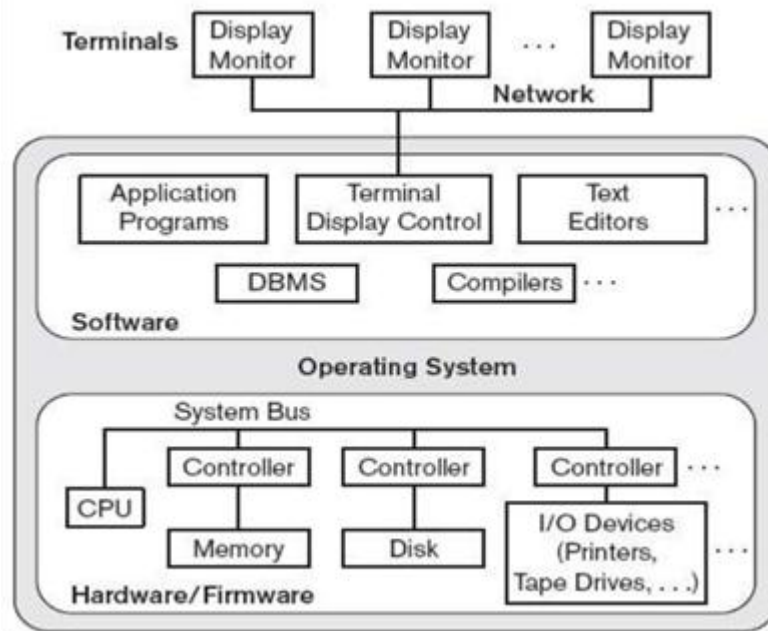 Terminals
Display
Monitor
Display
Monitor
. . .
Display
Monitor
Network
Application
Programs
Terminal
Display Control
Text
Editors
. . .
DBMS
Compilers
. . .
Software
Operating System
System Bus
Controller
Controller
Controller
. . .
CPU
Memory
Disk
I/O Devices
(Printers,
Tape Drives, . . .)
. . .
Hardware/Firmware